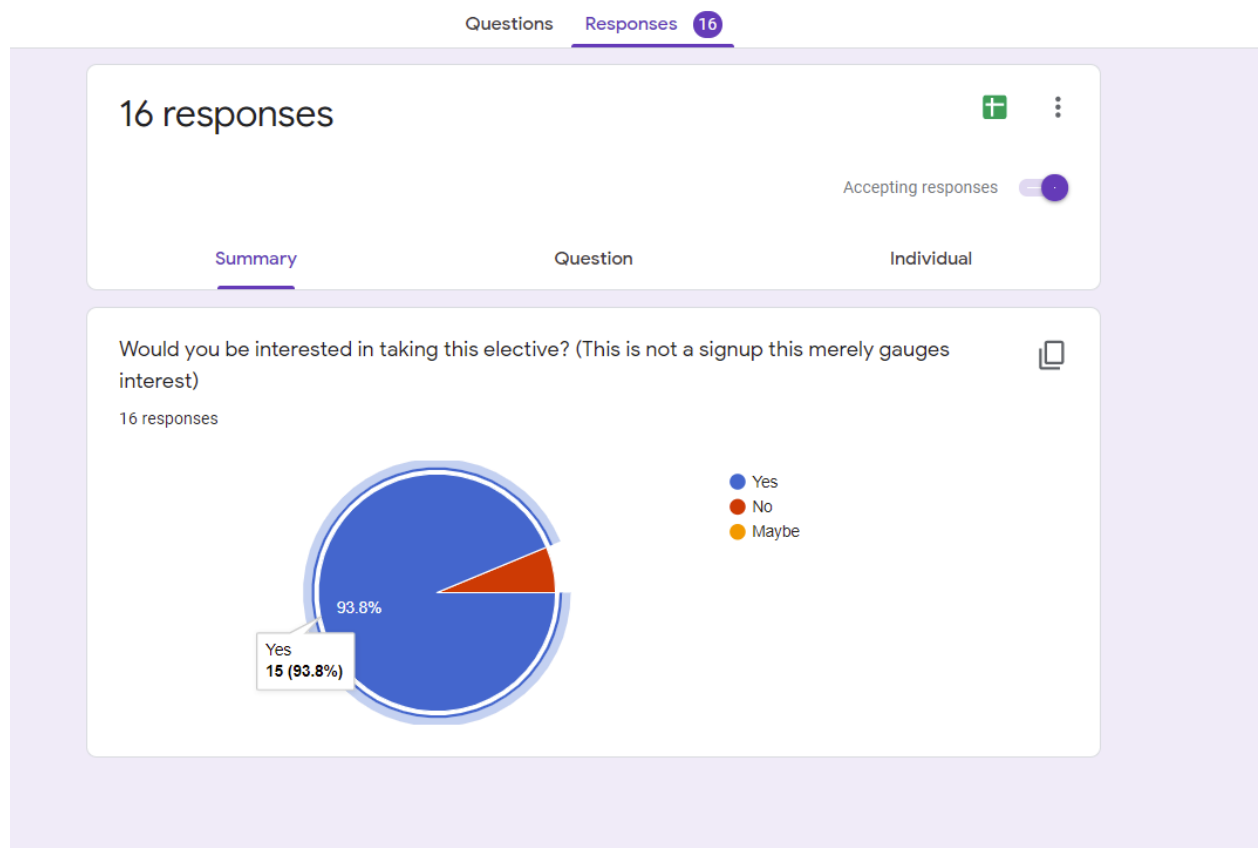 Questions Responses 16
16 responses
Accepting responses
Summary Question Individual
Would you be interested in taking this elective? (This is not a signup this merely gauges
interest)
16 responses
Yes
No
Maybe
93.8%
Yes
15 (93.8%)